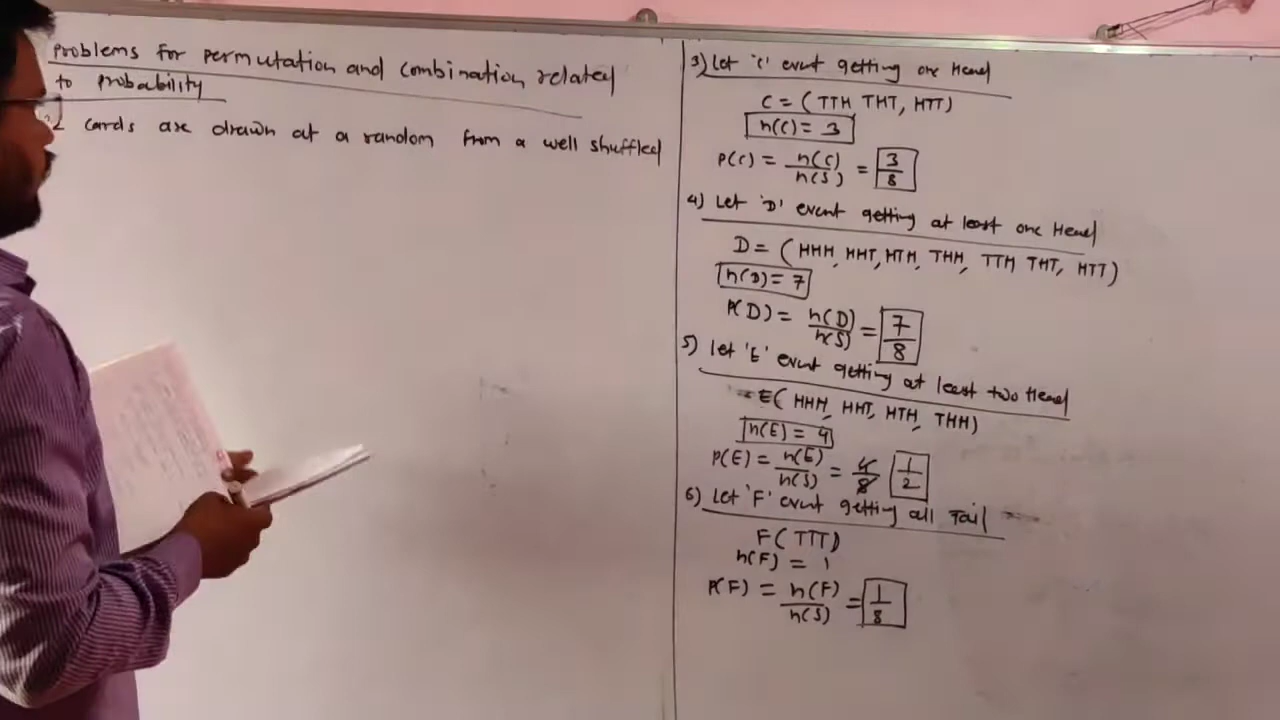 Problems for permutation and combination related
to probability
2 cards are drawn at a random from a well shuffled
3) Let 'C' event getting one Head
C = (TTH THT, HTT)
n(C) = 3
P(C) = n(C)/n(S) = 3/8
4) Let 'D' event getting at least one Head
D = (HHH, HHT, HTH, THH, TTH THT, HTT)
n(D) = 7
P(D) = n(D)/n(S) = 7/8
5) Let 'E' event getting at least two Head
E( HHH, HHT, HTH, THH)
n(E) = 4
P(E) = n(E)/n(S) = 4/8 1/2
6) Let 'F' event getting all Tail
F( TTT)
n(F) = 1
P(F) = n(F)/n(S) = 1/8